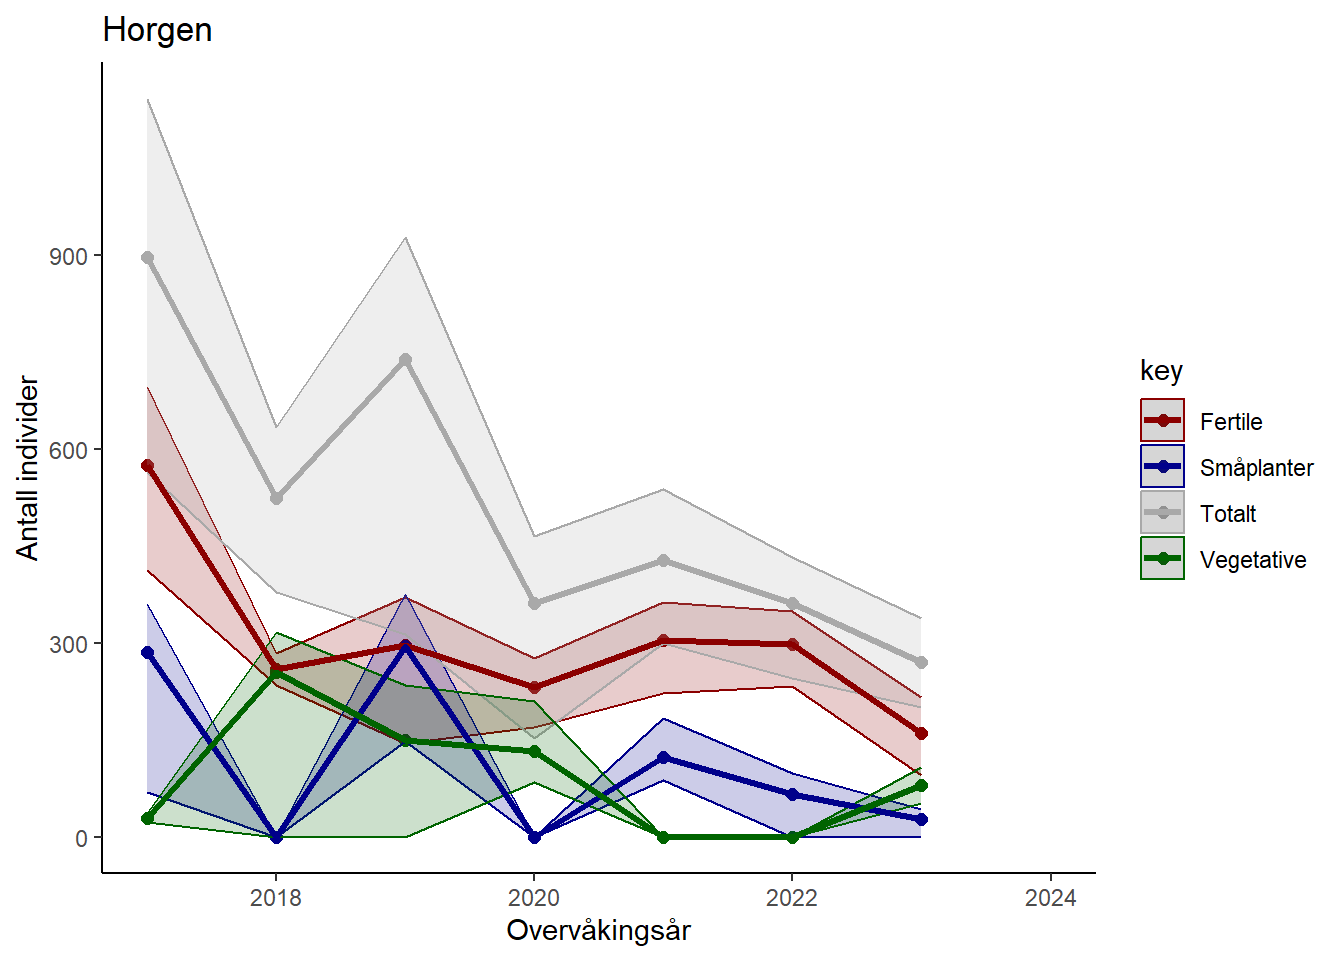 Horgen
Antall individer
900
600
300
0
2018
2020
2022
2024
Overvåkingsår
key
Fertile
Småplanter
Totalt
Vegetative